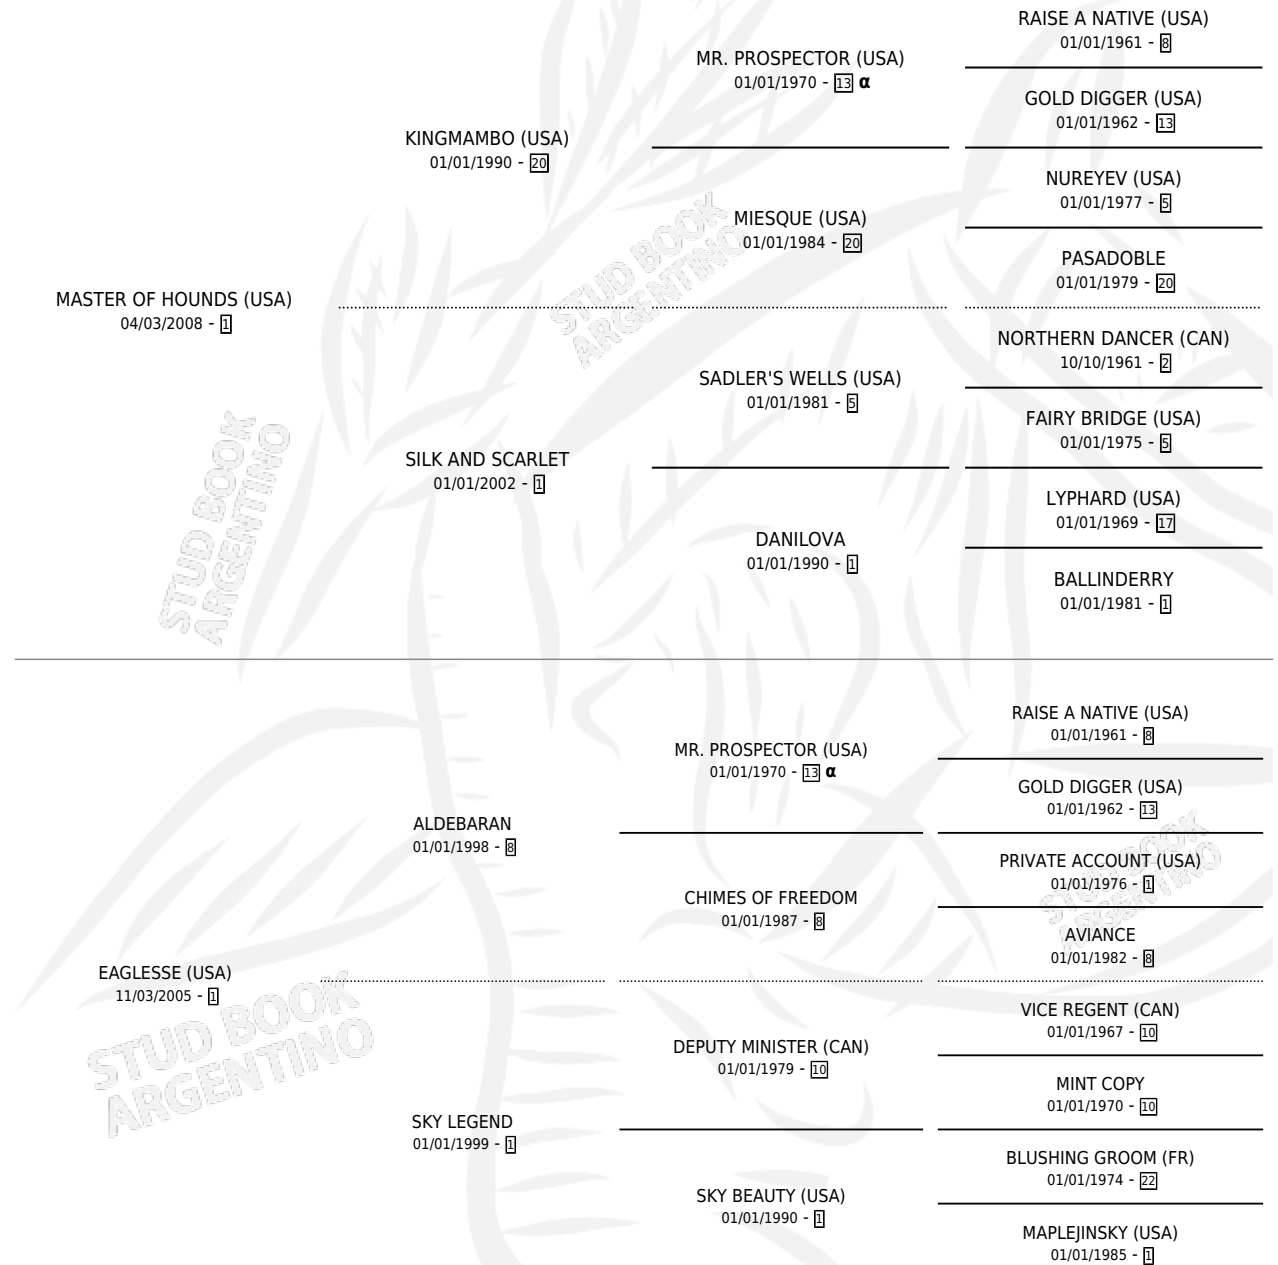 RAISE A NATIVE (USA)
01/01/1961 - 8
MR. PROSPECTOR (USA)
01/01/1970 - 13 α
GOLD DIGGER (USA)
01/01/1962 - 13
KINGMAMBO (USA)
01/01/1990 - 20
NUREYEV (USA)
01/01/1977 - 5
MIESQUE (USA)
01/01/1984 - 20
PASADOBLE
01/01/1979 - 20
MASTER OF HOUNDS (USA)
04/03/2008 - 1
NORTHERN DANCER (CAN)
10/10/1961 - 2
SADLER'S WELLS (USA)
01/01/1981 - 5
FAIRY BRIDGE (USA)
01/01/1975 - 5
SILK AND SCARLET
01/01/2002 - 1
LYPHARD (USA)
01/01/1969 - 17
DANILOVA
01/01/1990 - 1
BALLINDERRY
01/01/1981 - 1
STUD BOOK
ARGENTINO
STUD BOOK
ARGENTINO
RAISE A NATIVE (USA)
01/01/1961 - 8
MR. PROSPECTOR (USA)
01/01/1970 - 13 α
GOLD DIGGER (USA)
01/01/1962 - 13
ALDEBARAN
01/01/1998 - 8
PRIVATE ACCOUNT (USA)
01/01/1976 - 1
CHIMES OF FREEDOM
01/01/1987 - 8
AVIANCE
01/01/1982 - 8
EAGLESSE (USA)
11/03/2005 - 1
VICE REGENT (CAN)
01/01/1967 - 10
DEPUTY MINISTER (CAN)
01/01/1979 - 10
MINT COPY
01/01/1970 - 10
SKY LEGEND
01/01/1999 - 1
BLUSHING GROOM (FR)
01/01/1974 - 22
SKY BEAUTY (USA)
01/01/1990 - 1
MAPLEJINSKY (USA)
01/01/1985 - 1
STUD BOOK
ARGENTINO
STUD BOOK
ARGENTINO